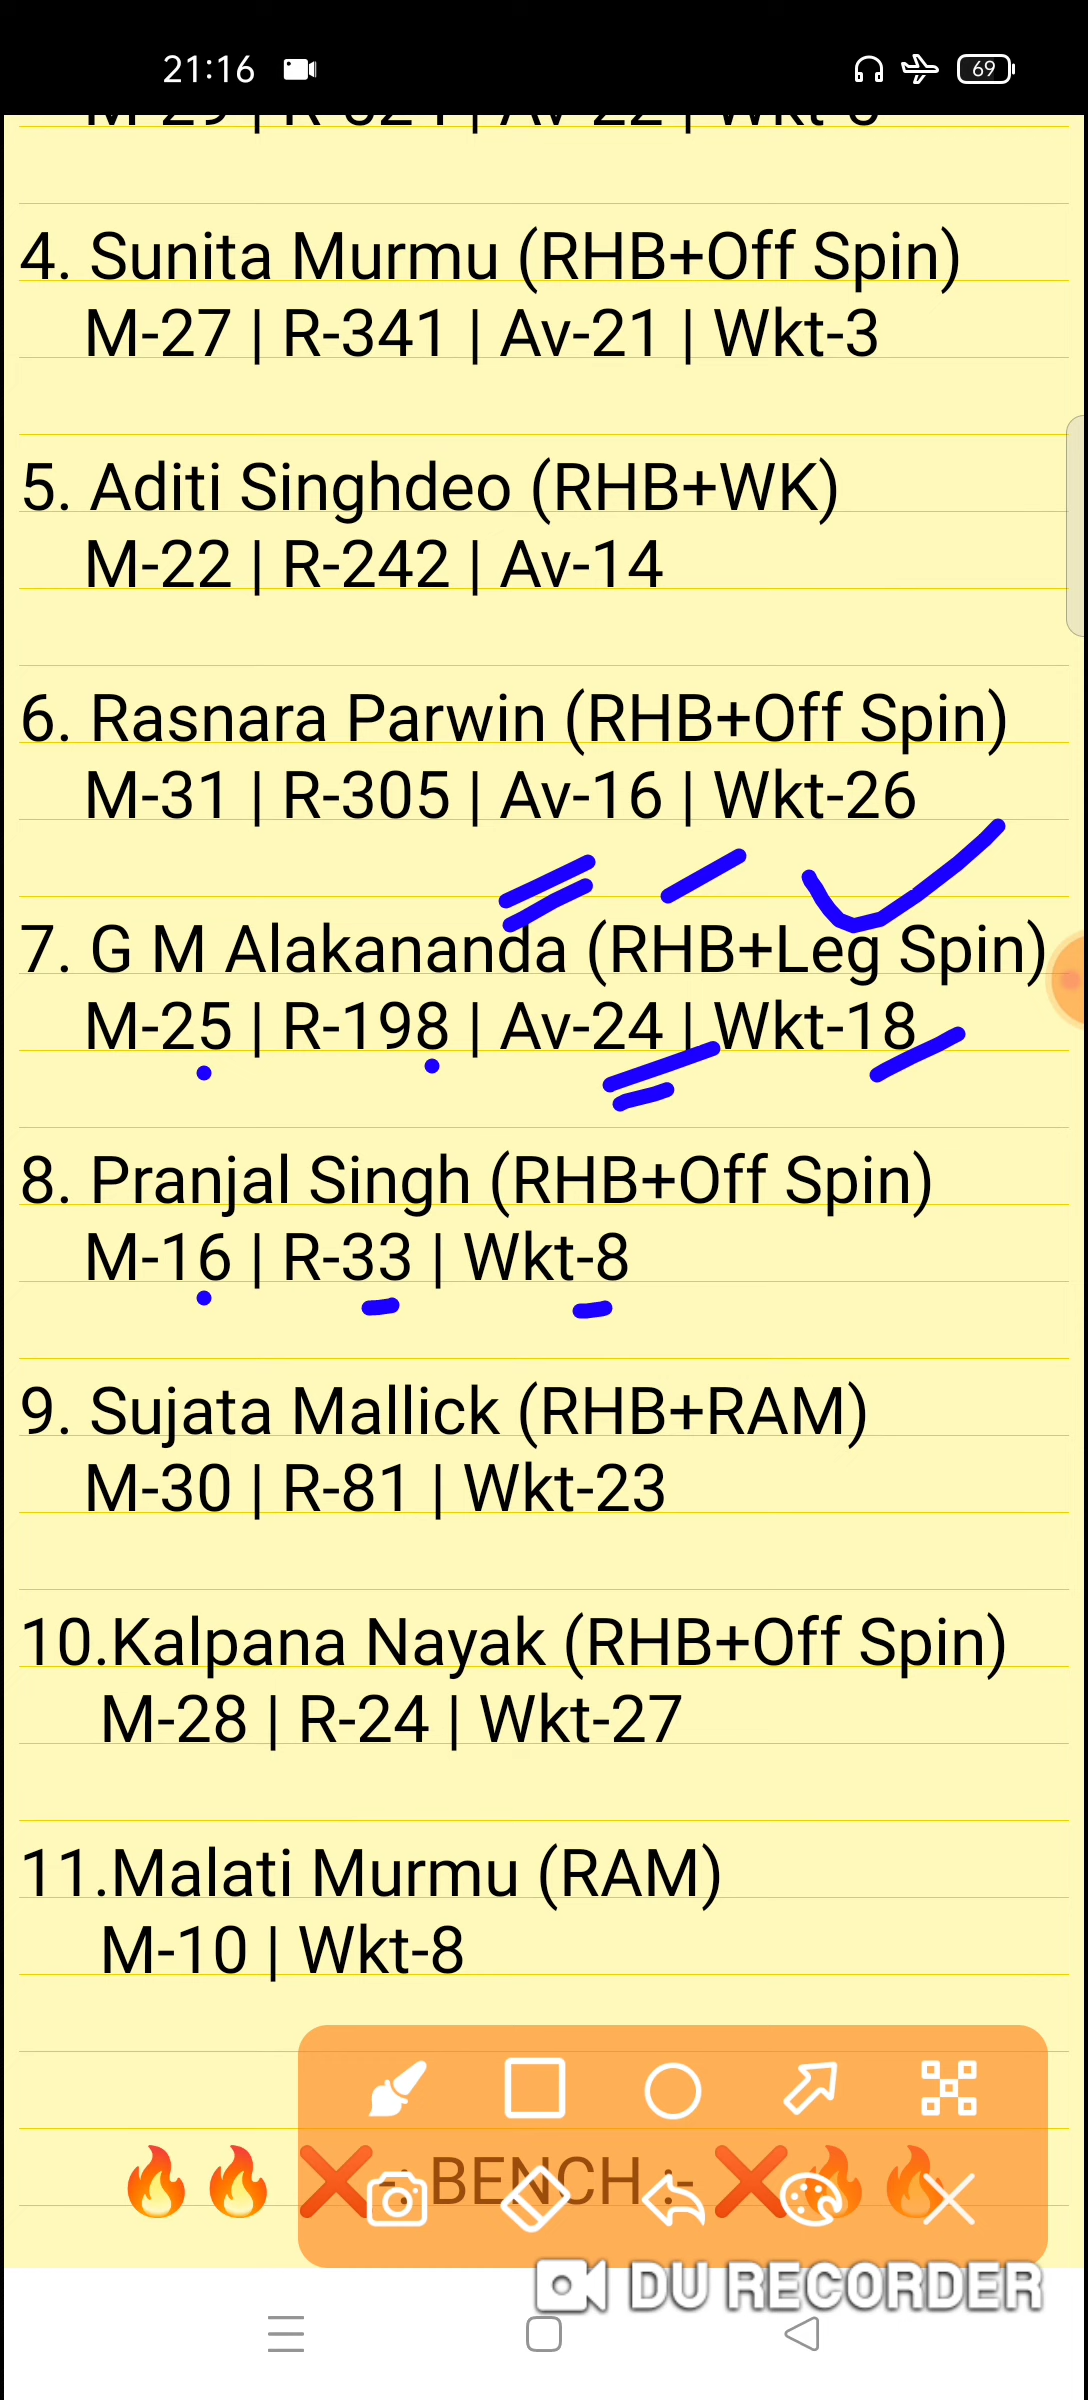 21:16
69
4. Sunita Murmu (RHB+Off Spin)
M-27 | R-341 | Av-21 | Wkt-3
5. Aditi Singhdeo (RHB+WK)
M-22 | R-242 | Av-14
6. Rasnara Parwin (RHB+Off Spin)
M-31 | R-305 | Av-16 | Wkt-26
7. G M Alakananda (RHB+Leg Spin)
M-25 | R-198 | Av-24 | Wkt-18
8. Pranjal Singh (RHB+Off Spin)
M-16 | R-33 | Wkt-8
9. Sujata Mallick (RHB+RAM)
M-30 | R-81 | Wkt-23
10.Kalpana Nayak (RHB+Off Spin)
M-28 | R-24 | Wkt-27
11.Malati Murmu (RAM)
M-10 | Wkt-8
🔥🔥 ❌-: BENCH :- ❌🔥🔥
DU RECORDER